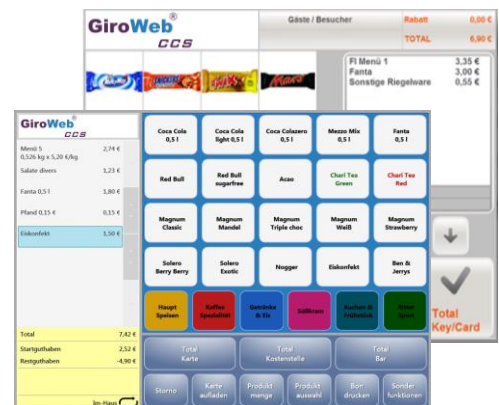 GiroWeb®
CCS
Gäste / Besucher
Rabatt 0,00 €
TOTAL 6,90 €
FI Menü 1 3,35 €
Fanta 3,00 €
Sonstige Riegelware 0,55 €
Total
Key/Card
GiroWeb®
CCS
Menü 5 2,74 €
0,526 kg x 5,20 €/kg
Salate divers 1,23 €
Fanta 0,5 l 1,80 €
Pfand 0,15 € 0,15 €
Eiskonfekt 1,50 €
Total 7,42 €
Startguthaben 2,52 €
Restguthaben -4,90 €
Im-Haus
Coca Cola
0,5 l
Coca Cola
light 0,5 l
Coca Colazero
0,5 l
Mezzo Mix
0,5 l
Fanta
0,5 l
Red Bull
Red Bull
sugarfree
Acao
Chari Tea
Green
Chari Tea
Red
Magnum
Classic
Magnum
Mandel
Magnum
Triple choc
Magnum
Weiß
Magnum
Strawberry
Solero
Berry Berry
Solero
Exotic
Nogger
Eiskonfekt
Ben &
Jerrys
Haupt
Speisen
Kaffee
Spezialität
Getränke
& Eis
Süßkram
Kuchen &
Frühstück
Ritter
Sport
Total
Karte
Total
Kostenstelle
Total
Bar
Storno
Karte
aufladen
Produkt
menge
Produkt
auswahl
Bon
drucken
Sonder
funktionen